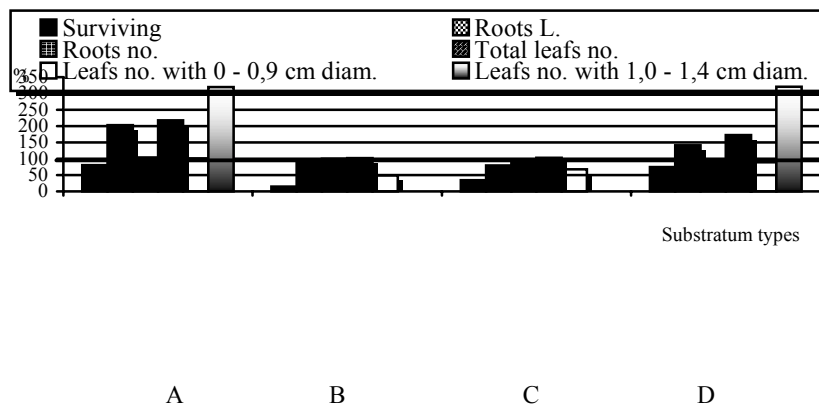 Surviving Roots L.
Roots no. Total leafs no.
Leafs no. with 0 - 0,9 cm diam. Leafs no. with 1,0 - 1,4 cm diam.
%
350
300
250
200
150
100
50
0
Substratum types
A B C D